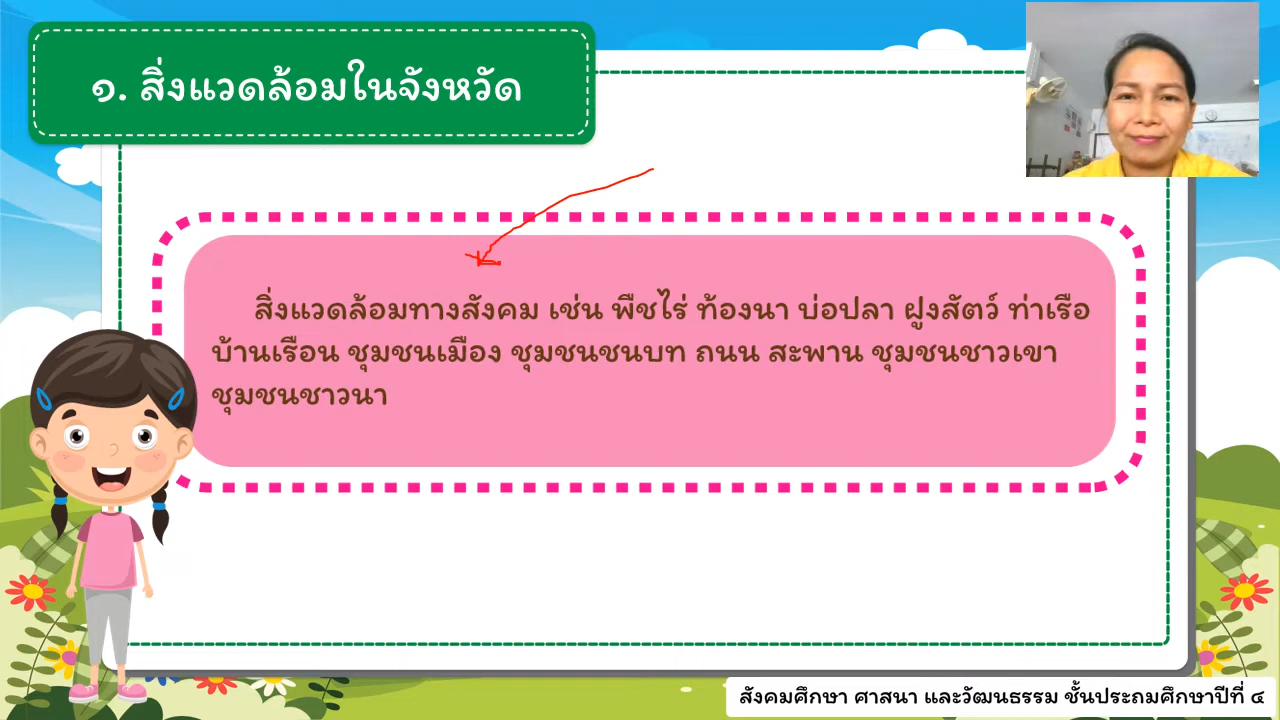 ๑. สิ่งแวดล้อมในจังหวัด
สิ่งแวดล้อมทางสังคม เช่น พืชไร่ ท้องนา บ่อปลา ฝูงสัตว์ ท่าเรือ
บ้านเรือน ชุมชนเมือง ชุมชนชนบท ถนน สะพาน ชุมชนชาวเขา
ชุมชนชาวนา
สังคมศึกษา ศาสนา และวัฒนธรรม ชั้นประถมศึกษาปีที่ ๔